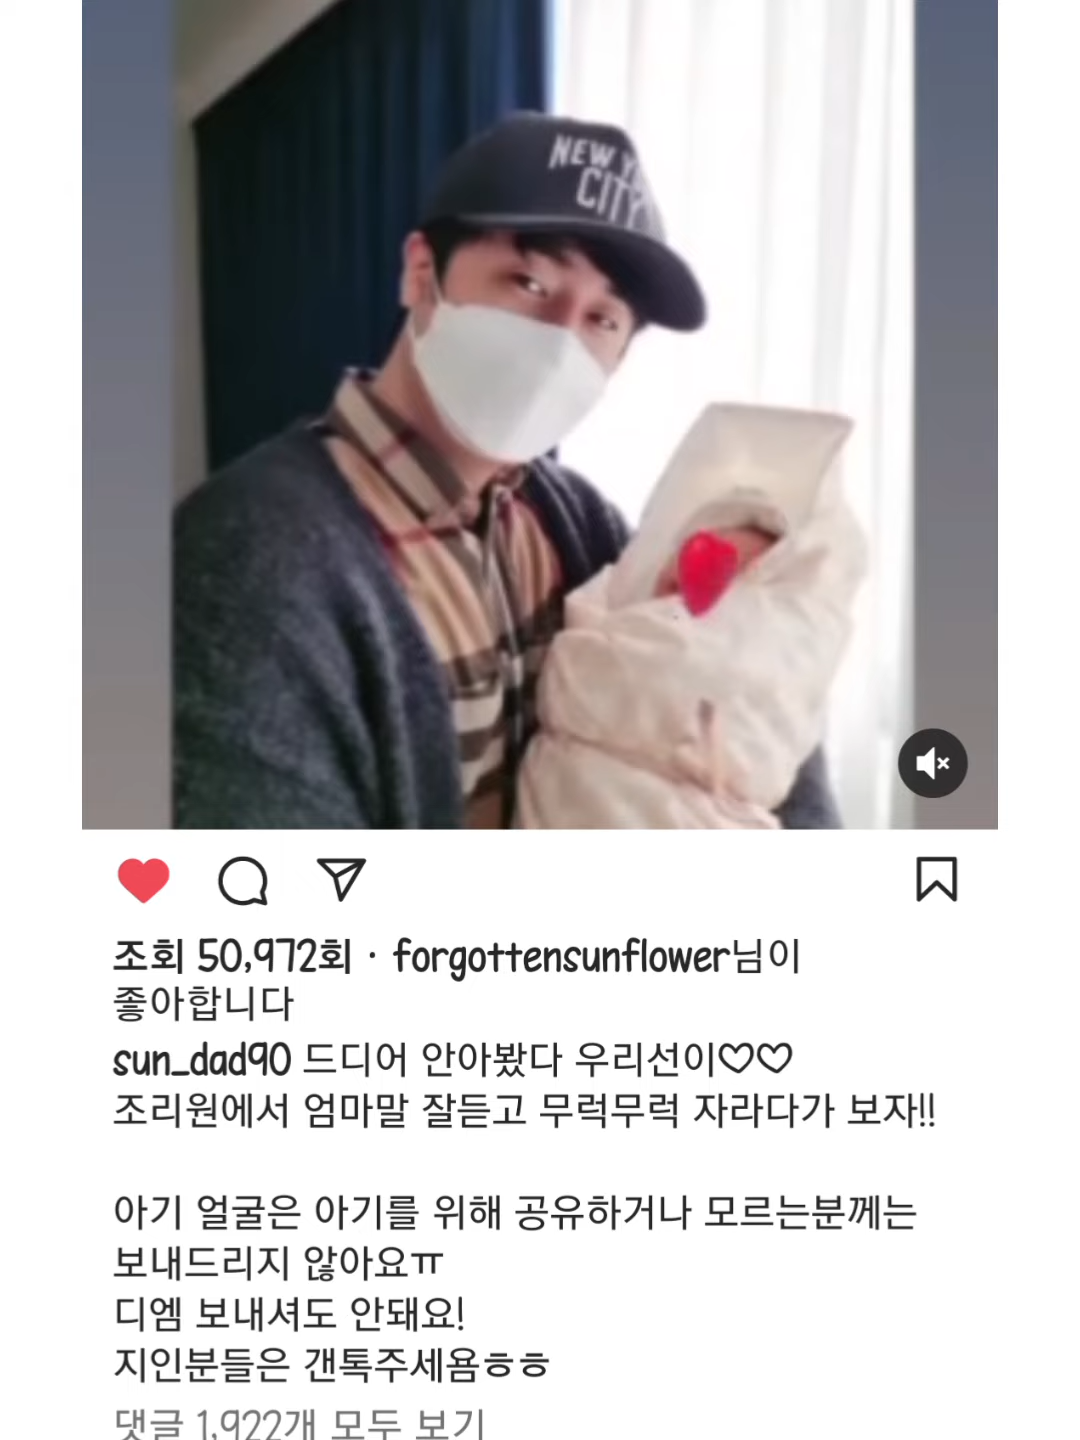 NEW Y
CITY
조회 50,972회 · forgottensunflower님이
좋아합니다
sun_dad90 드디어 안아봤다 우리선이♡♡
조리원에서 엄마말 잘듣고 무럭무럭 자라다가 보자!!
아기 얼굴은 아기를 위해 공유하거나 모르는분께는
보내드리지 않아요ㅠ
디엠 보내셔도 안돼요!
지인분들은 갠톡주세욤ㅎㅎ
댓글 1,922개 모두 보기